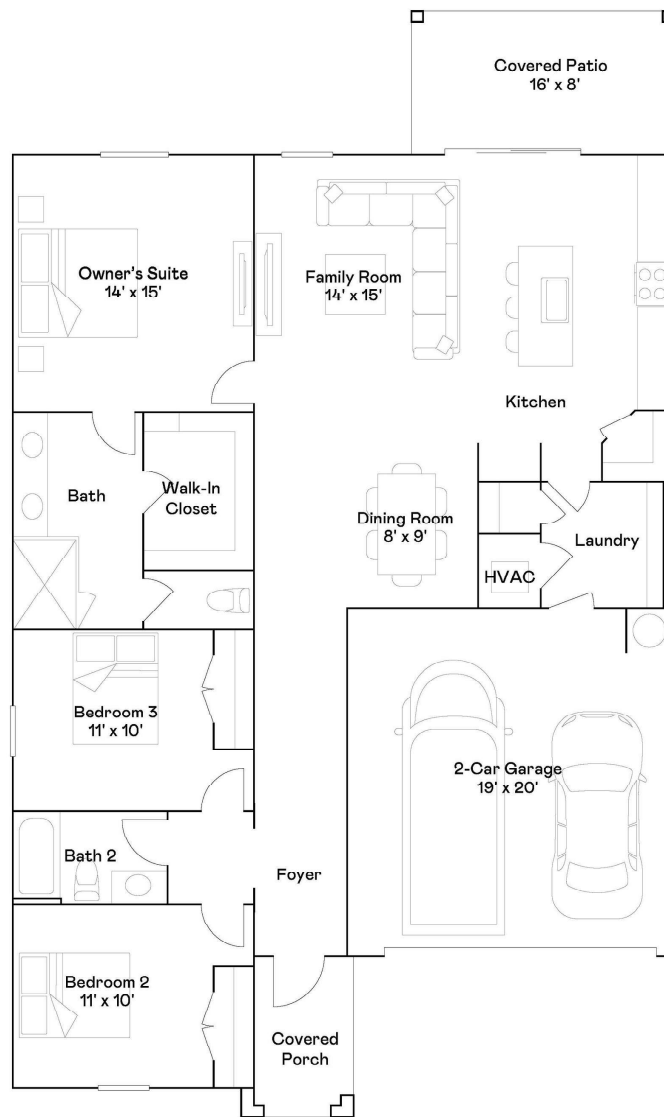 Covered Patio
16' x 8'
Owner's Suite
14' x 15'
Family Room
14' x 15'
Kitchen
Bath
Walk-In
Closet
Dining Room
8' x 9'
Laundry
HVAC
Bedroom 3
11' x 10'
2-Car Garage
19' x 20'
Bath 2
Foyer
Bedroom 2
11' x 10'
Covered
Porch